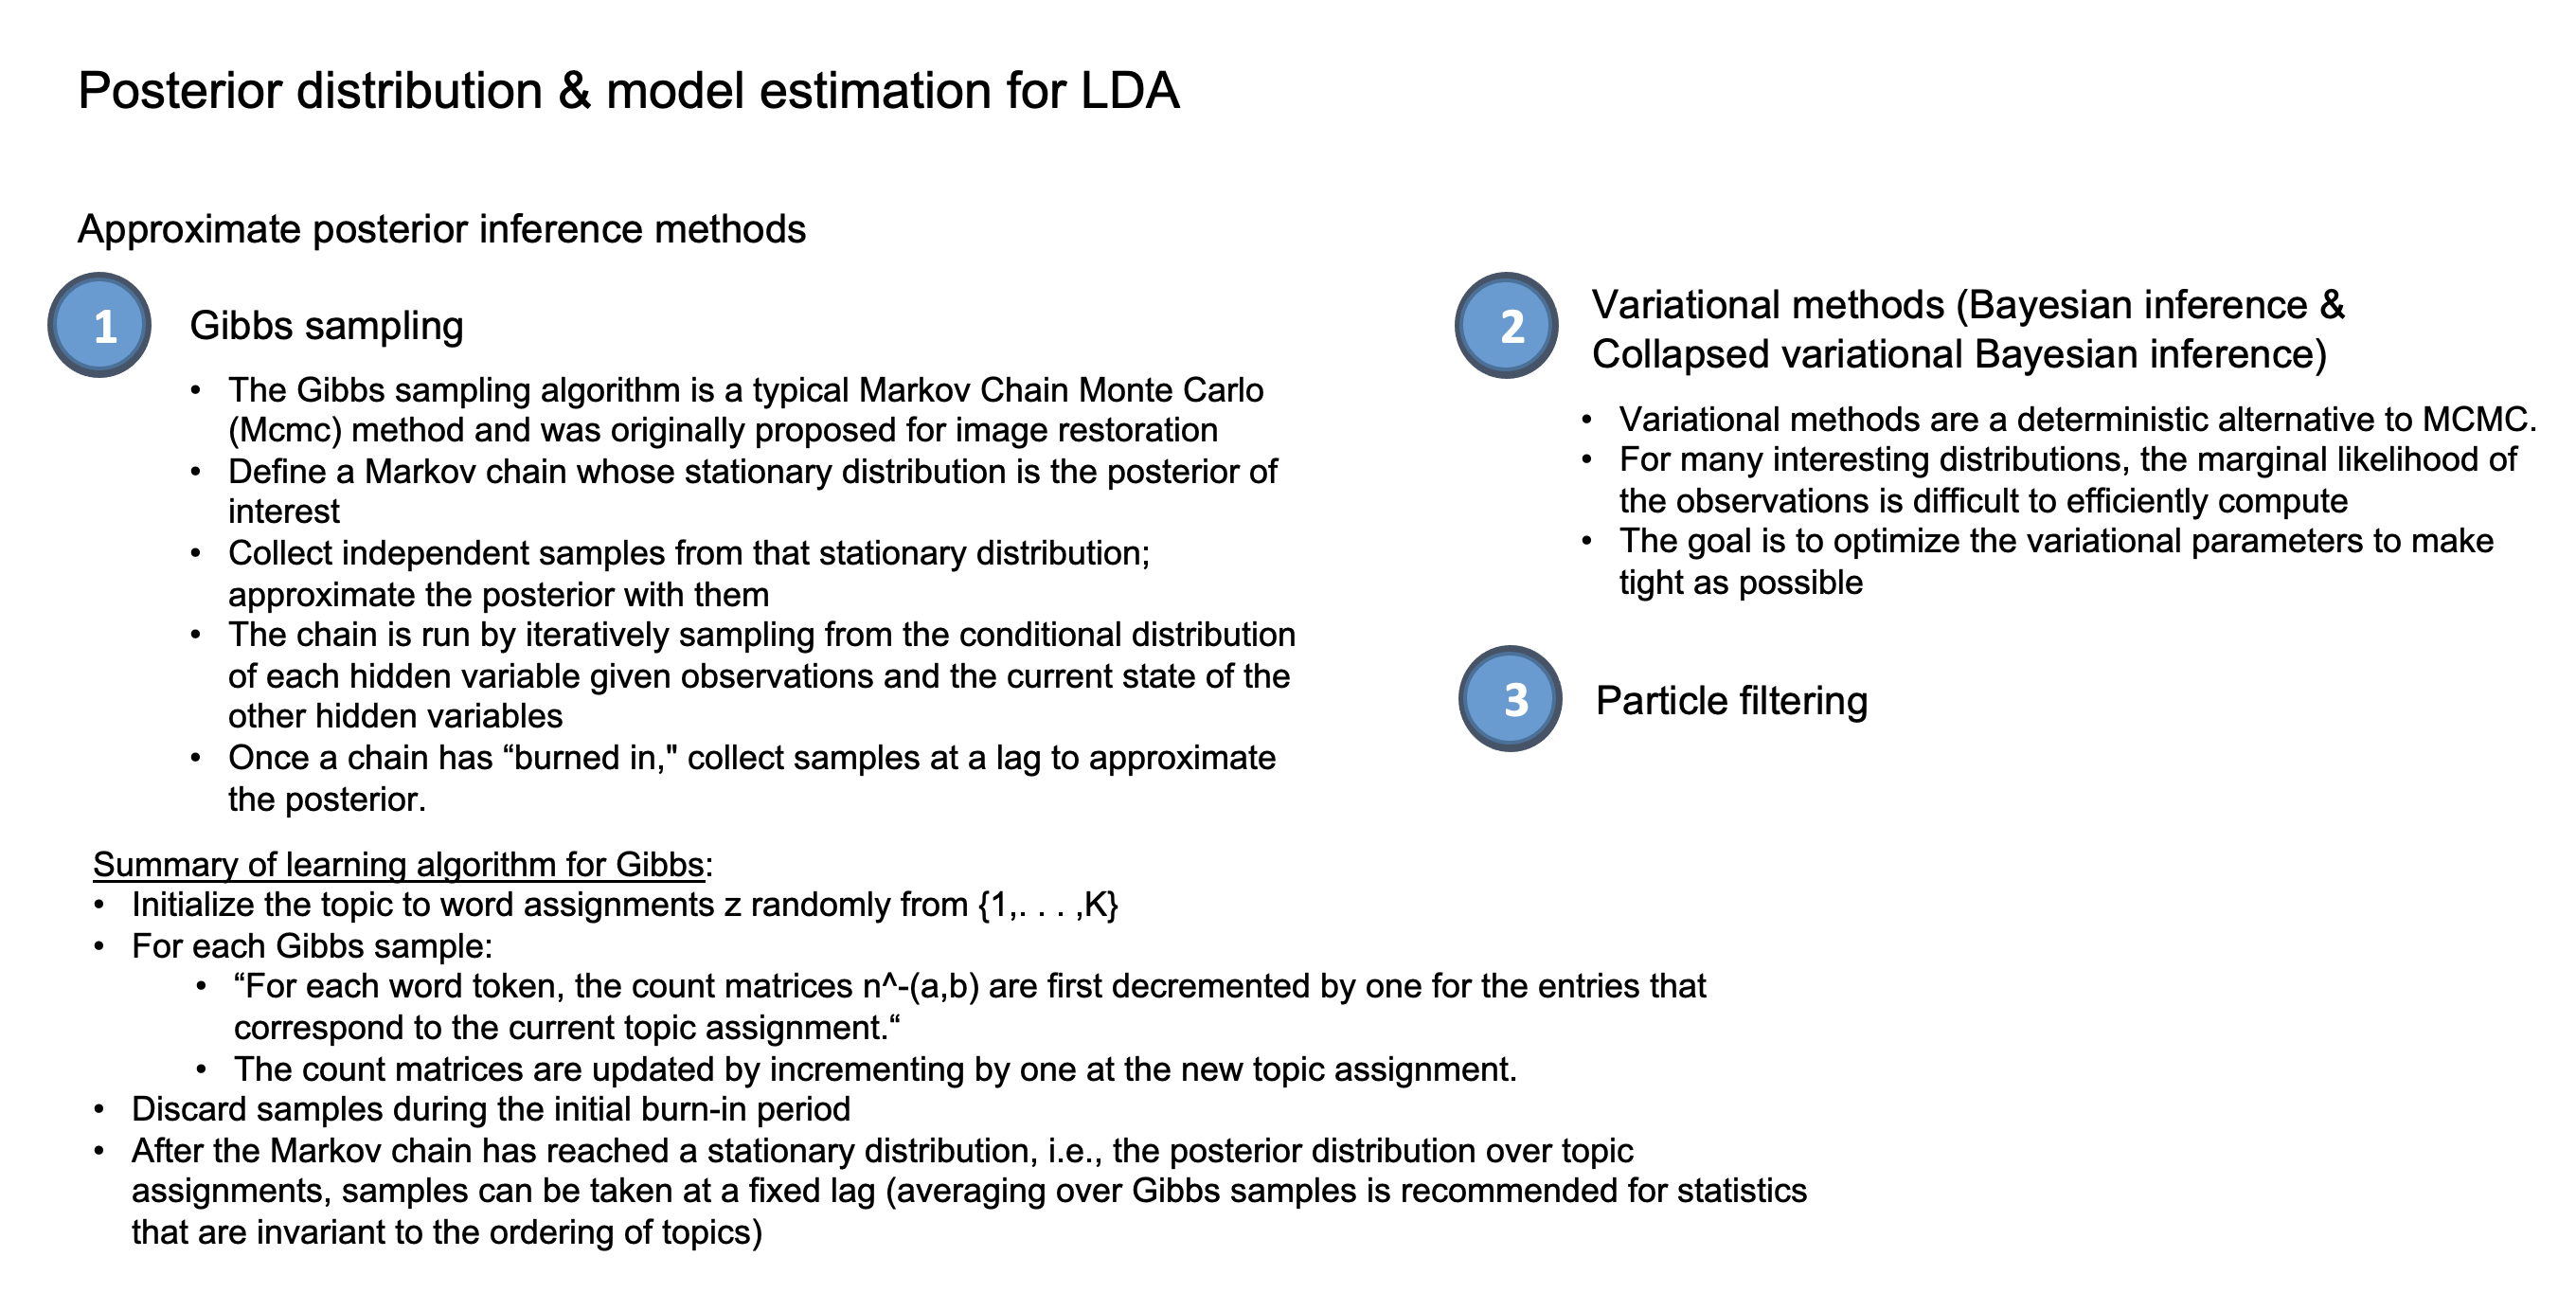 Posterior distribution & model estimation for LDA
Approximate posterior inference methods
1
Gibbs sampling
• The Gibbs sampling algorithm is a typical Markov Chain Monte Carlo
(Mcmc) method and was originally proposed for image restoration
• Define a Markov chain whose stationary distribution is the posterior of
interest
• Collect independent samples from that stationary distribution;
approximate the posterior with them
• The chain is run by iteratively sampling from the conditional distribution
of each hidden variable given observations and the current state of the
other hidden variables
• Once a chain has “burned in," collect samples at a lag to approximate
the posterior.
2
Variational methods (Bayesian inference &
Collapsed variational Bayesian inference)
• Variational methods are a deterministic alternative to MCMC.
• For many interesting distributions, the marginal likelihood of
the observations is difficult to efficiently compute
• The goal is to optimize the variational parameters to make
tight as possible
3
Particle filtering
Summary of learning algorithm for Gibbs:
• Initialize the topic to word assignments z randomly from {1,. . . ,K}
• For each Gibbs sample:
• “For each word token, the count matrices n^-(a,b) are first decremented by one for the entries that
correspond to the current topic assignment.“
• The count matrices are updated by incrementing by one at the new topic assignment.
• Discard samples during the initial burn-in period
• After the Markov chain has reached a stationary distribution, i.e., the posterior distribution over topic
assignments, samples can be taken at a fixed lag (averaging over Gibbs samples is recommended for statistics
that are invariant to the ordering of topics)